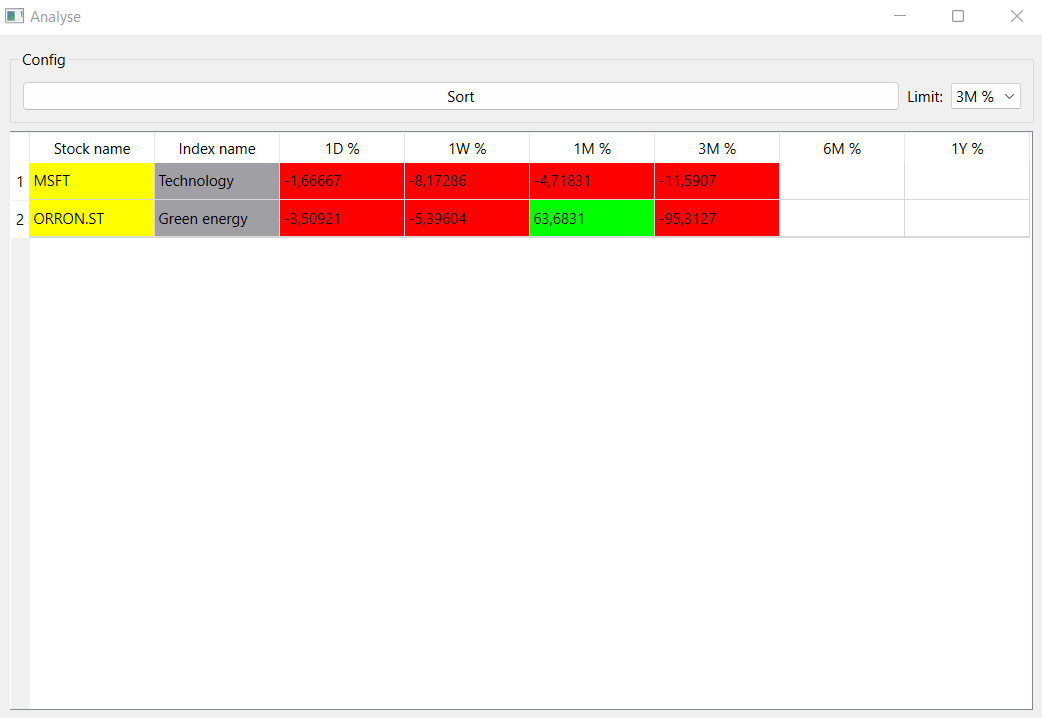 Analyse
Config
Sort Limit: 3M %
Stock name Index name 1D % 1W % 1M % 3M % 6M % 1Y %
1 MSFT Technology -1,66667 -8,17286 -4,71831 -11,5907
2 ORRON.ST Green energy -3,50921 -5,39604 63,6831 -95,3127